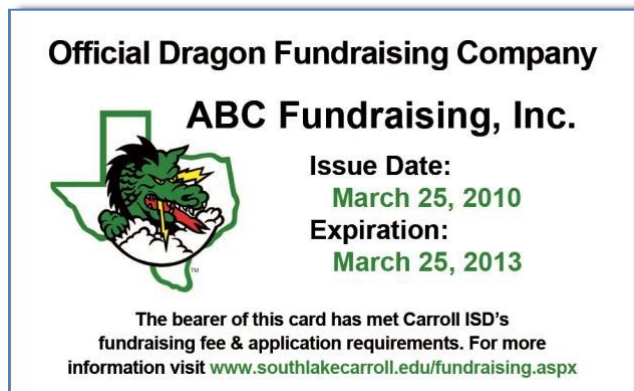 Official Dragon Fundraising Company
ABC Fundraising, Inc.
Issue Date:
March 25, 2010
Expiration:
March 25, 2013
TM
The bearer of this card has met Carroll ISD's
fundraising fee & application requirements. For more
information visit www.southlakecarroll.edu/fundraising.aspx